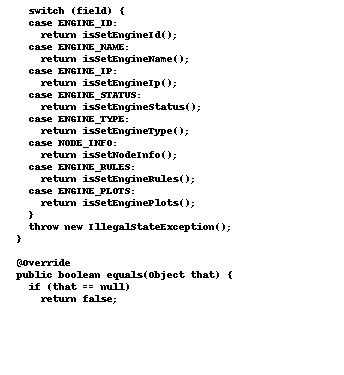 switch (field) {
case ENGINE_ID:
return isSetEngineId();
case ENGINE_NAME:
return isSetEngineName();
case ENGINE_IP:
return isSetEngineIp();
case ENGINE_STATUS:
return isSetEngineStatus();
case ENGINE_TYPE:
return isSetEngineType();
case NODE_INFO:
return isSetNodeInfo();
case ENGINE_RULES:
return isSetEngineRules();
case ENGINE_PLOTS:
return isSetEnginePlots();
}
throw new IllegalStateException();
}
@Override
public boolean equals(Object that) {
if (that == null)
return false;